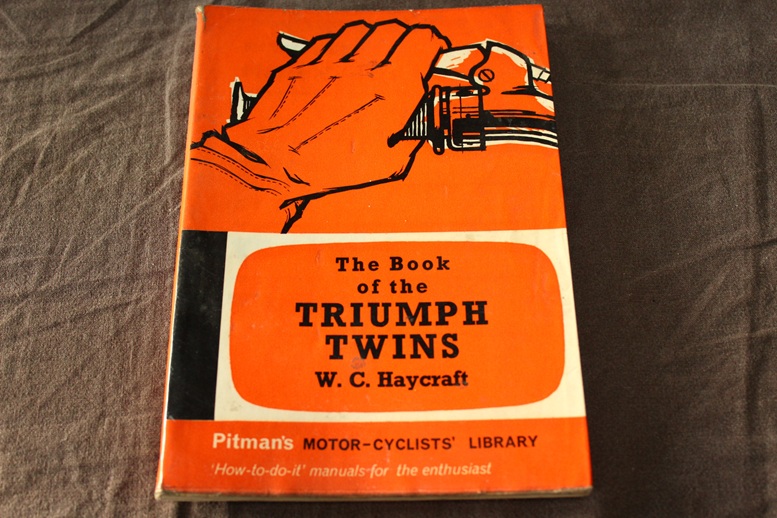 The Book
of the
TRIUMPH
TWINS
W. C. Haycraft
Pitman's MOTOR-CYCLISTS' LIBRARY
'How-to-do-it' manuals for the enthusiast